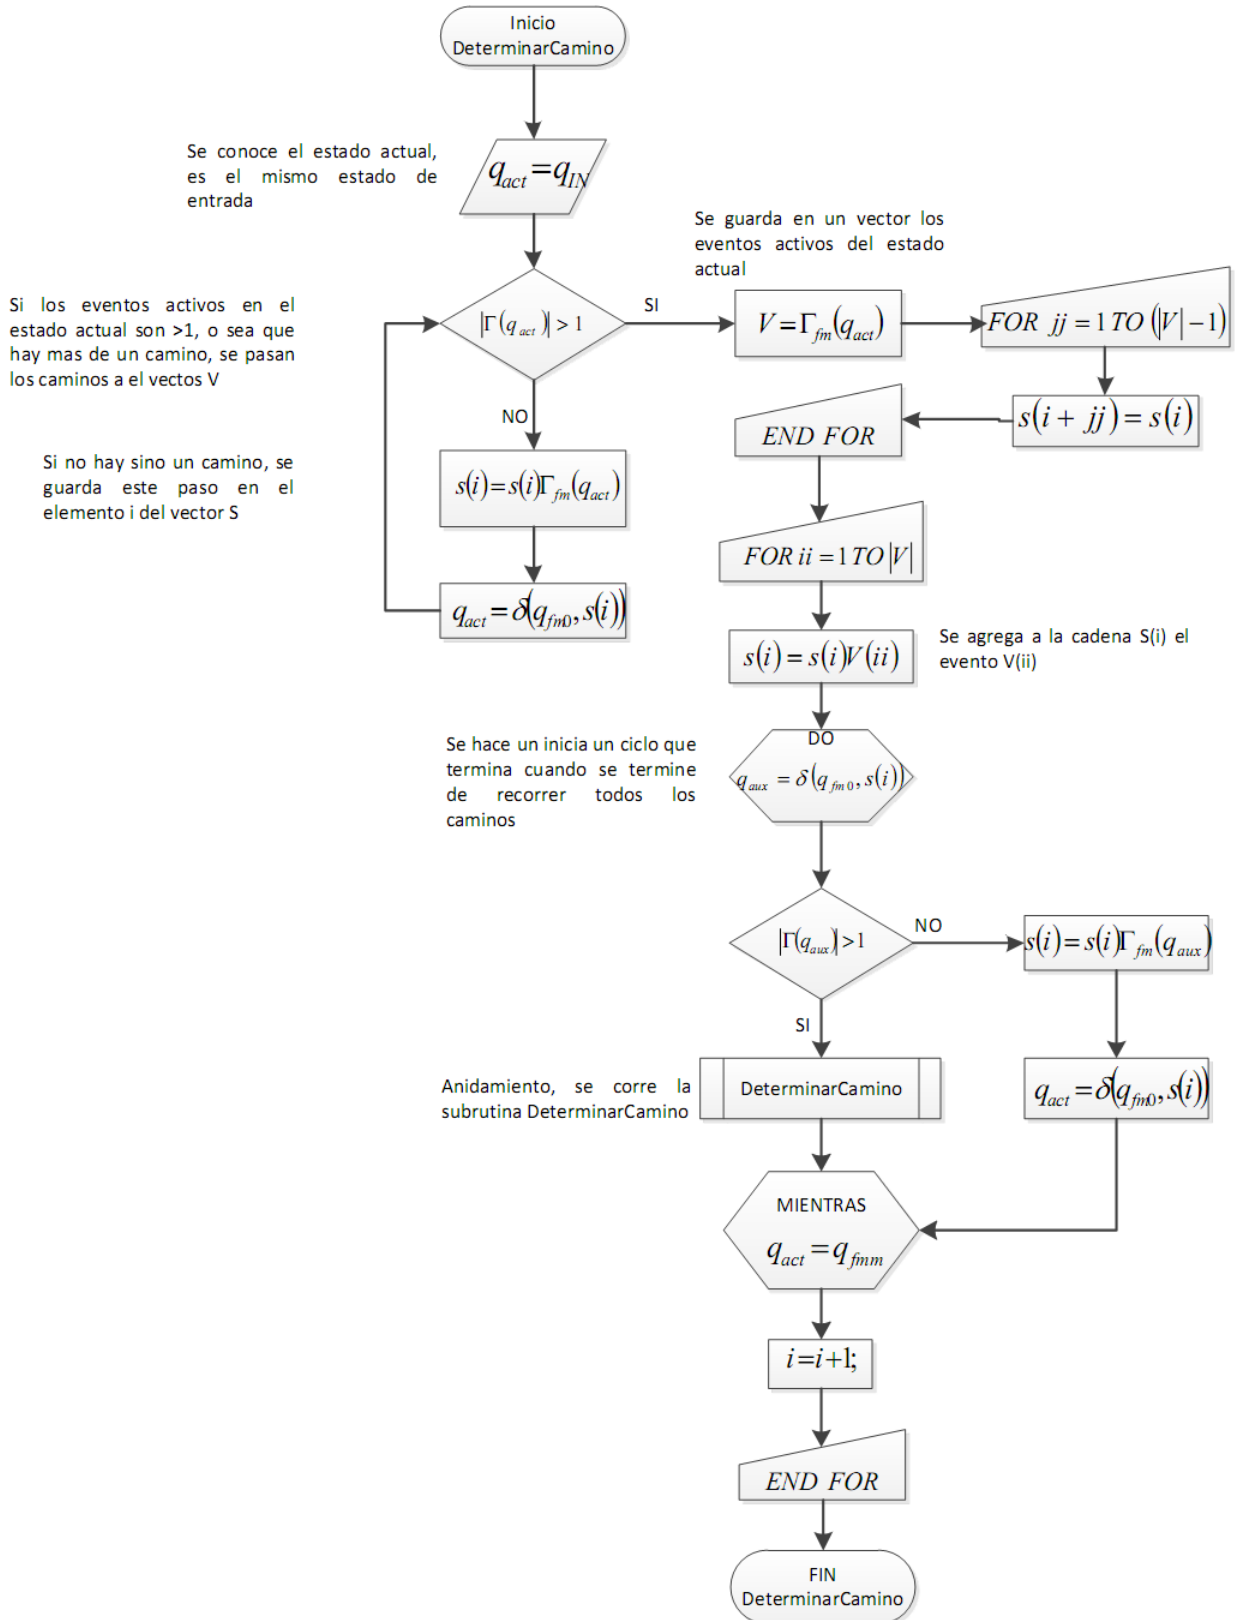 Inicio
DeterminarCamino
Se conoce el estado actual,
es el mismo estado de
entrada
q_act = q_IN
Se guarda en un vector los
eventos activos del estado
actual
Si los eventos activos en el
estado actual son >1, o sea que
hay mas de un camino, se pasan
los caminos a el vectos V
|Γ(q_act)| > 1
SI
V = Γ_fm(q_act)
FOR jj = 1 TO (|V| − 1)
s(i + jj) = s(i)
END FOR
NO
Si no hay sino un camino, se
guarda este paso en el
elemento i del vector S
s(i) = s(i)Γ_fm(q_act)
q_act = δ(q_fm0, s(i))
FOR ii = 1 TO |V|
s(i) = s(i)V(ii)
Se agrega a la cadena S(i) el
evento V(ii)
Se hace un inicia un ciclo que
termina cuando se termine
de recorrer todos los
caminos
DO
q_aux = δ(q_fm0, s(i))
|Γ(q_aux)| > 1
NO
s(i) = s(i)Γ_fm(q_aux)
q_act = δ(q_fm0, s(i))
SI
Anidamiento, se corre la
subrutina DeterminarCamino
DeterminarCamino
MIENTRAS
q_act = q_fmm
i = i+1;
END FOR
FIN
DeterminarCamino